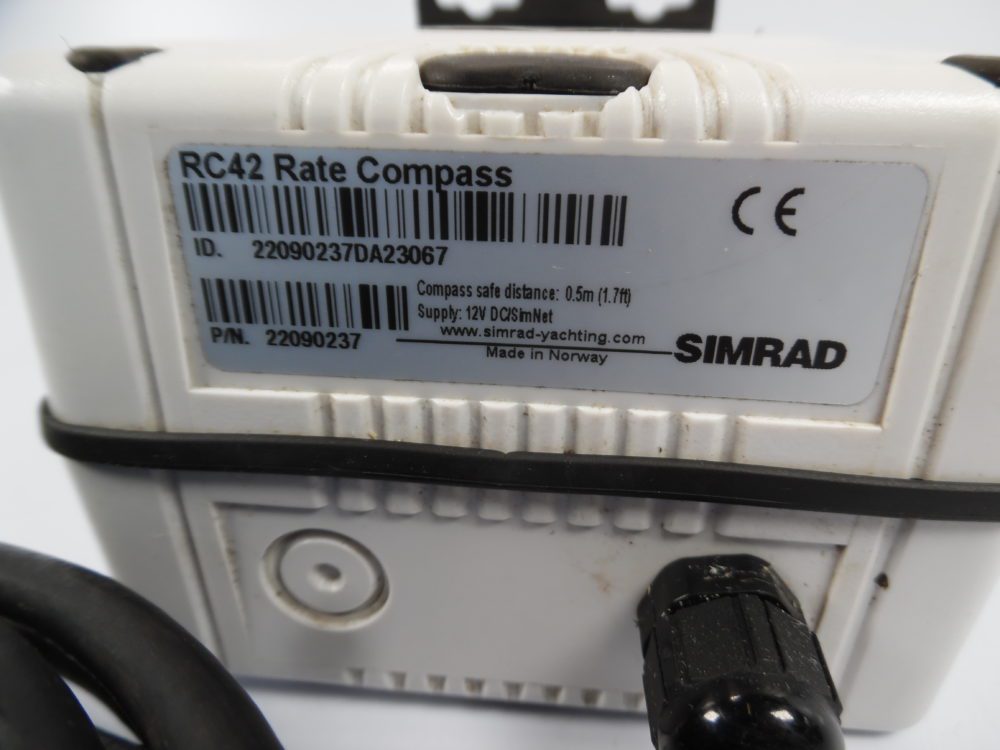 RC42 Rate Compass
CE
ID. 22090237DA23067
Compass safe distance: 0.5m (1.7ft)
Supply: 12V DC/SimNet
www.simrad-yachting.com
P/N. 22090237
Made in Norway
SIMRAD